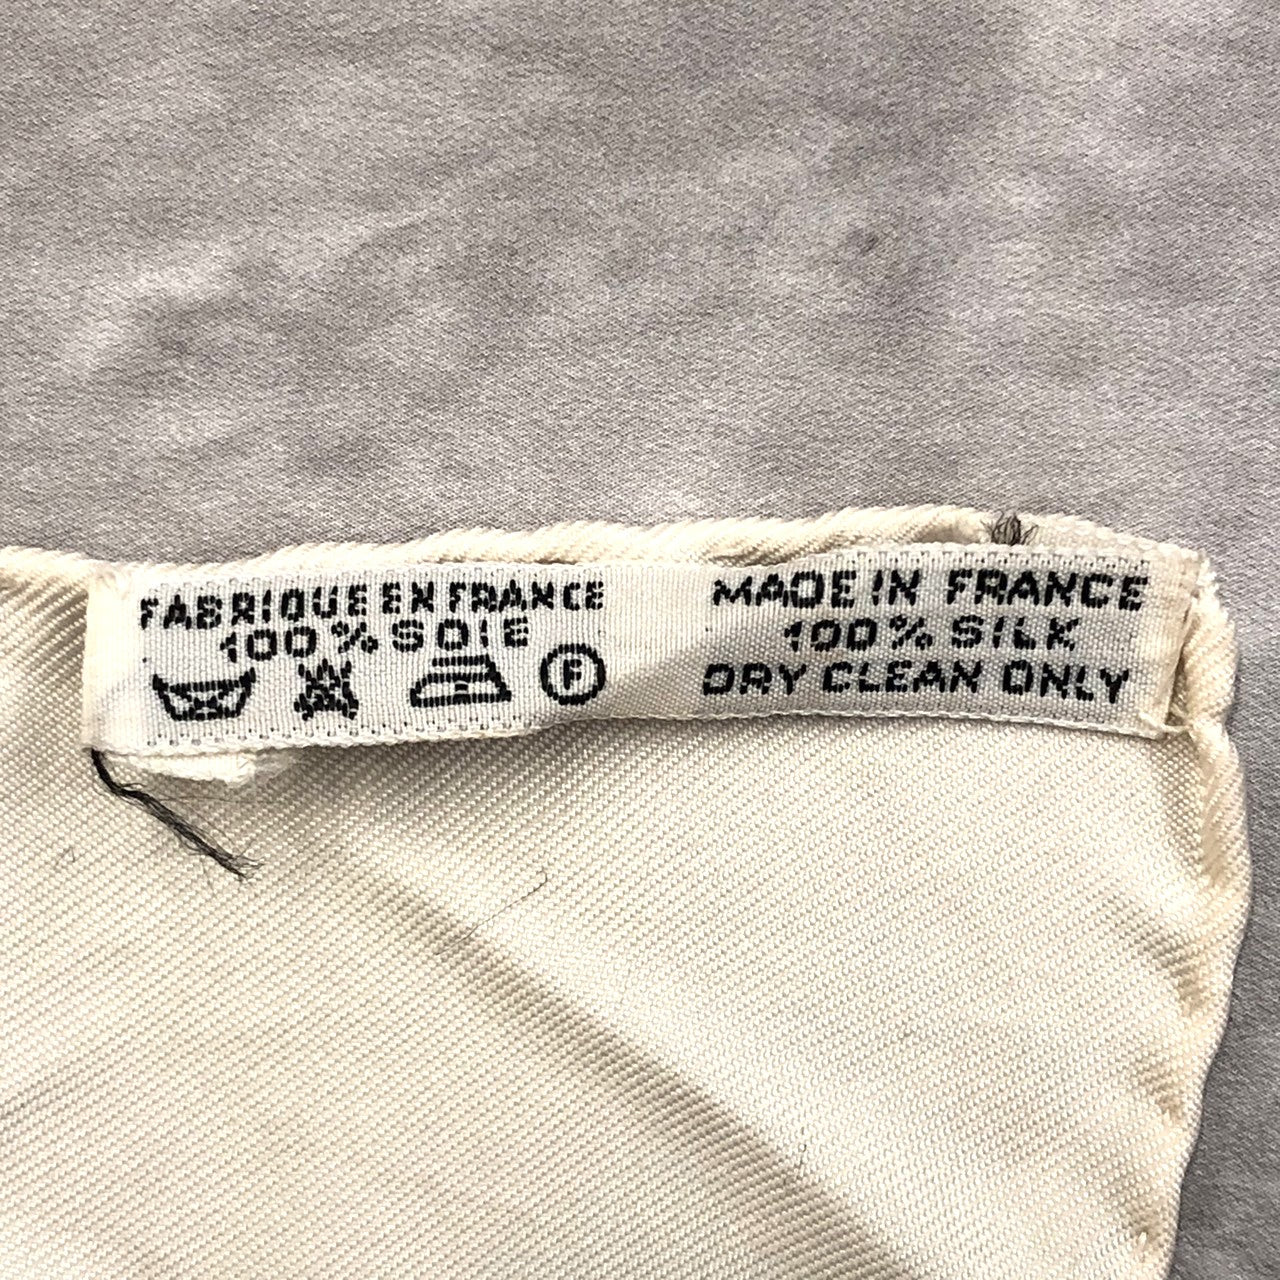 FABRIQUE EN FRANCE
100% SOIE
F
MADE IN FRANCE
100% SILK
DRY CLEAN ONLY